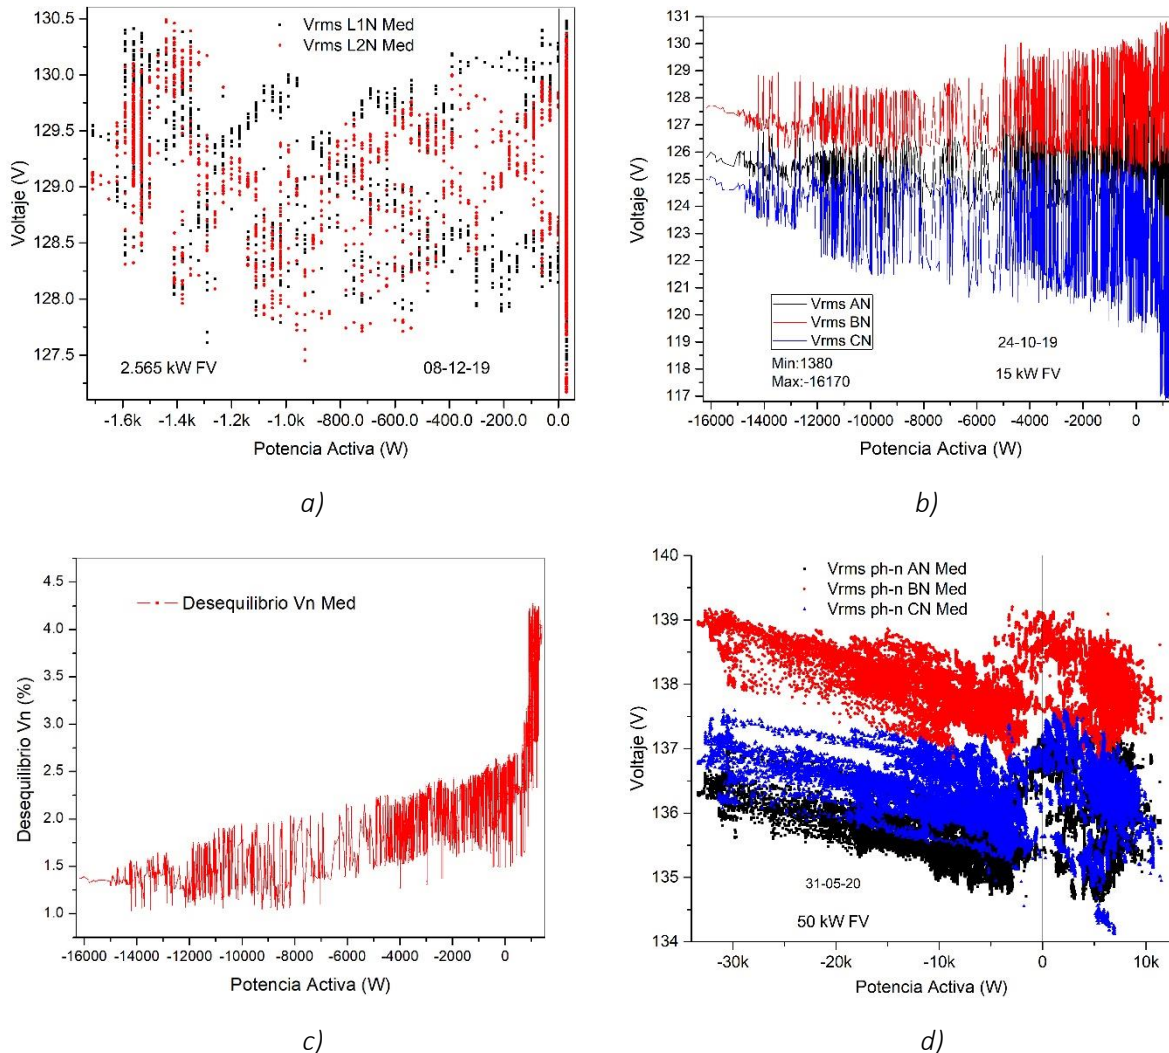 Vrms L1N Med
Vrms L2N Med
130.5
130.0
129.5
129.0
128.5
128.0
127.5
Voltaje (V)
2.565 kW FV
08-12-19
-1.6k -1.4k -1.2k -1.0k -800.0 -600.0 -400.0 -200.0 0.0
Potencia Activa (W)
a)
131
130
129
128
127
126
125
124
123
122
121
120
119
118
117
Voltaje (V)
Vrms AN
Vrms BN
Vrms CN
24-10-19
Min:1380
Max:-16170
15 kW FV
-16000 -14000 -12000 -10000 -8000 -6000 -4000 -2000 0
Potencia Activa (W)
b)
4.5
4.0
3.5
3.0
2.5
2.0
1.5
1.0
Desequilibrio Vn (%)
Desequilibrio Vn Med
-16000 -14000 -12000 -10000 -8000 -6000 -4000 -2000 0
Potencia Activa (W)
c)
140
139
138
137
136
135
134
Voltaje (V)
Vrms ph-n AN Med
Vrms ph-n BN Med
Vrms ph-n CN Med
31-05-20
50 kW FV
-30k -20k -10k 0 10k
Potencia Activa (W)
d)